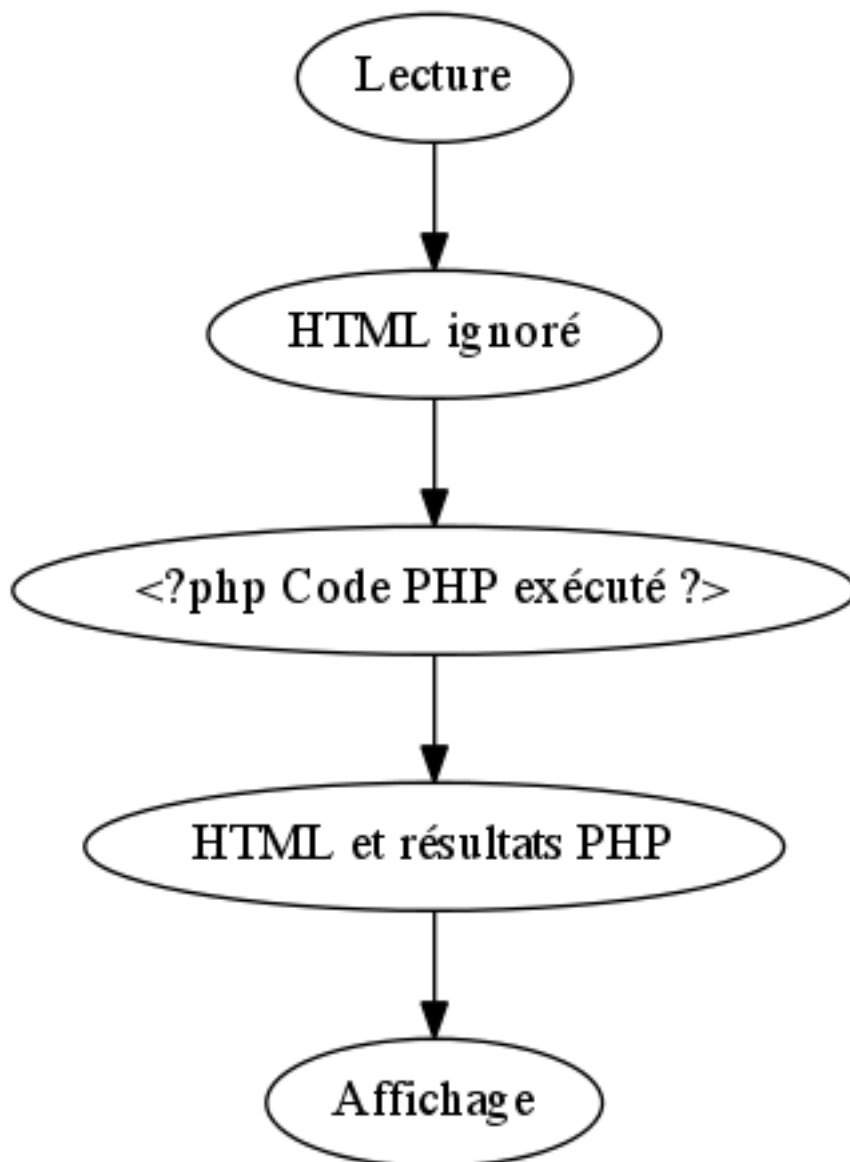 Lecture
HTML ignoré
<?php Code PHP exécuté ?>
HTML et résultats PHP
Affichage